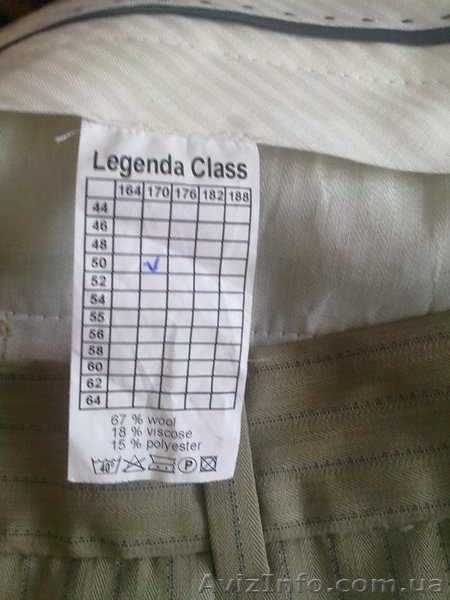 Legenda Class
164 170 176 182 188
44
46
48
50 ✓
52
54
55
56
58
60
62
64
67 % wool
18 % viscose
15 % polyester
40° P
AvizInfo.com.ua